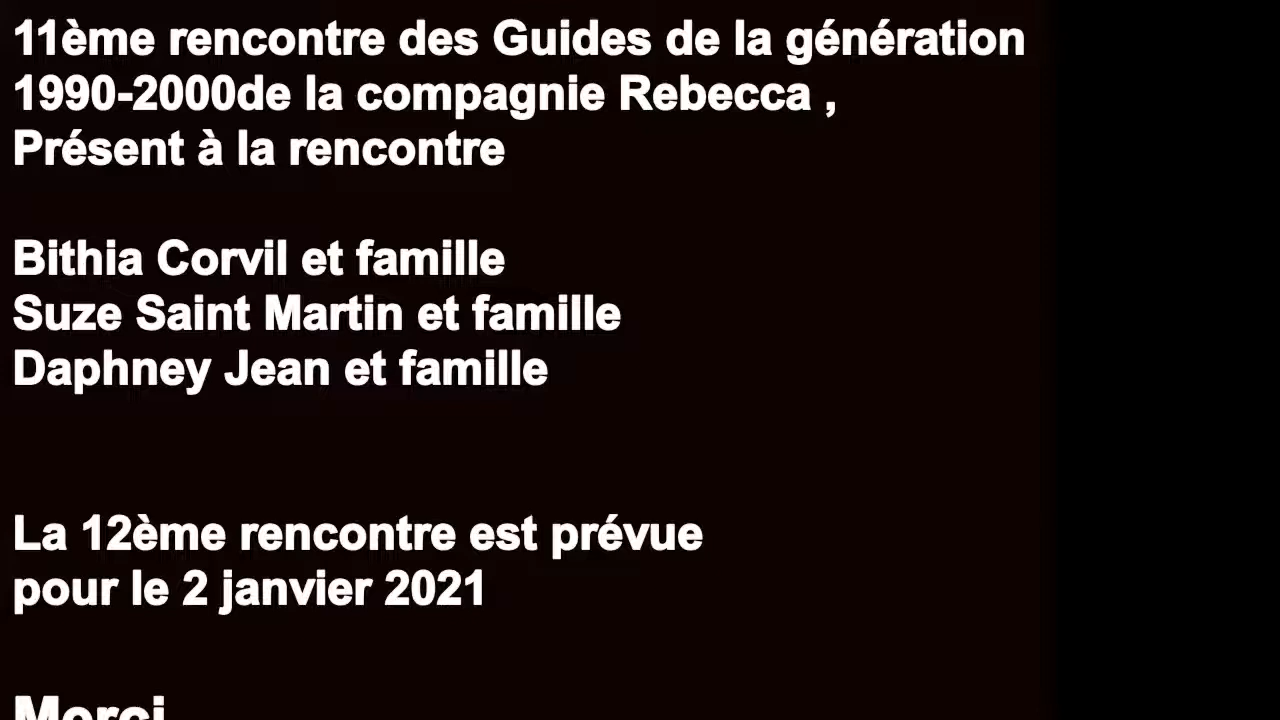 11ème rencontre des Guides de la génération
1990-2000de la compagnie Rebecca ,
Présent à la rencontre
Bithia Corvil et famille
Suze Saint Martin et famille
Daphney Jean et famille
La 12ème rencontre est prévue
pour le 2 janvier 2021
Merci